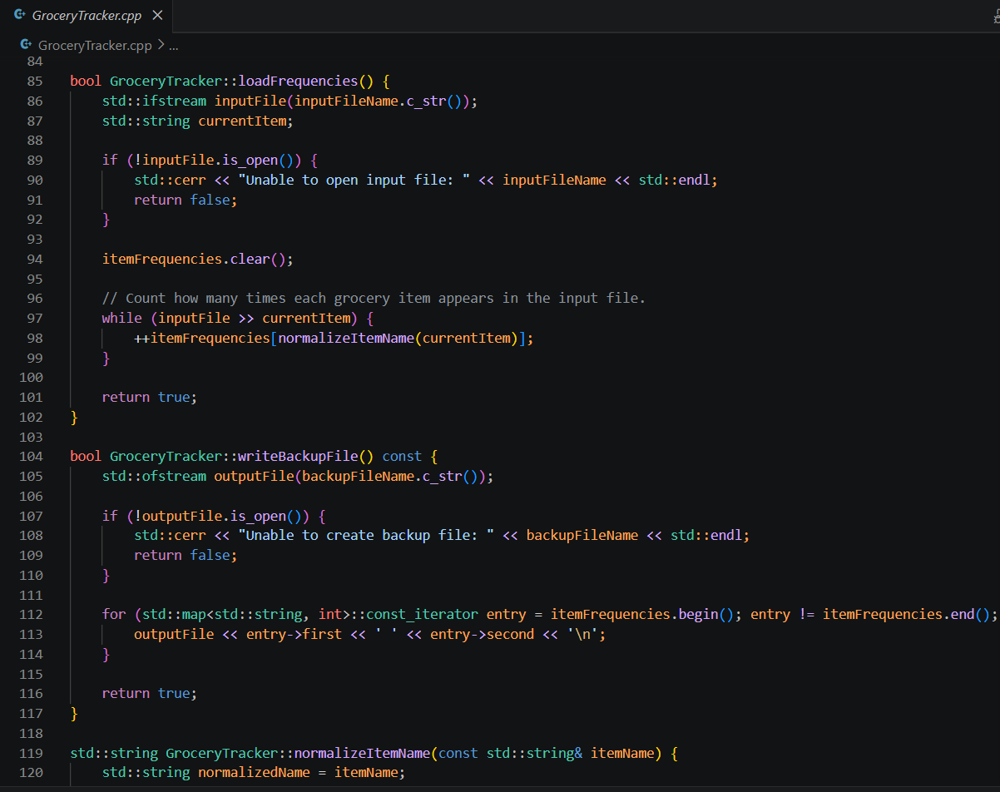 GroceryTracker.cpp
GroceryTracker.cpp > ...
84
85 bool GroceryTracker::loadFrequencies() {
86     std::ifstream inputFile(inputFileName.c_str());
87     std::string currentItem;
88
89     if (!inputFile.is_open()) {
90         std::cerr << "Unable to open input file: " << inputFileName << std::endl;
91         return false;
92     }
93
94     itemFrequencies.clear();
95
96     // Count how many times each grocery item appears in the input file.
97     while (inputFile >> currentItem) {
98         ++itemFrequencies[normalizeItemName(currentItem)];
99     }
100
101     return true;
102 }
103
104 bool GroceryTracker::writeBackupFile() const {
105     std::ofstream outputFile(backupFileName.c_str());
106
107     if (!outputFile.is_open()) {
108         std::cerr << "Unable to create backup file: " << backupFileName << std::endl;
109         return false;
110     }
111
112     for (std::map<std::string, int>::const_iterator entry = itemFrequencies.begin(); entry != itemFrequencies.end();
113         outputFile << entry->first << ' ' << entry->second << '\n';
114     }
115
116     return true;
117 }
118
119 std::string GroceryTracker::normalizeItemName(const std::string& itemName) {
120     std::string normalizedName = itemName;